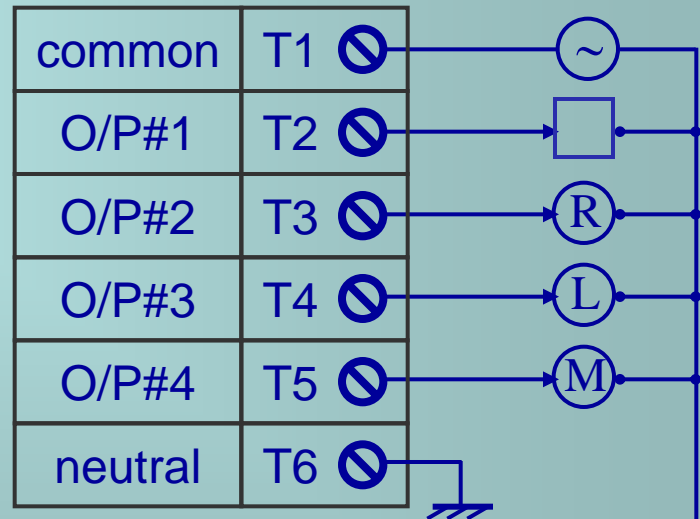 common T1 ~
O/P#1 T2
O/P#2 T3 R
O/P#3 T4 L
O/P#4 T5 M
neutral T6